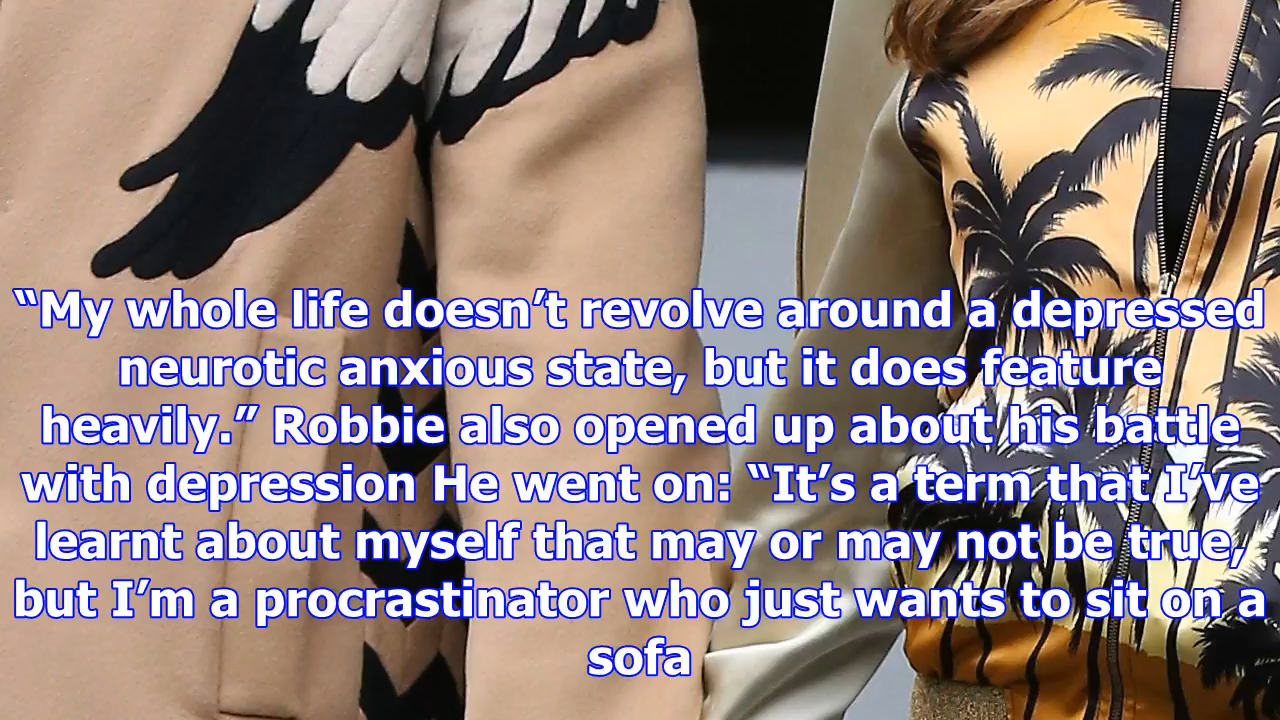 “My whole life doesn’t revolve around a depressed
neurotic anxious state, but it does feature
heavily.” Robbie also opened up about his battle
with depression He went on: “It’s a term that I’ve
learnt about myself that may or may not be true,
but I’m a procrastinator who just wants to sit on a
sofa